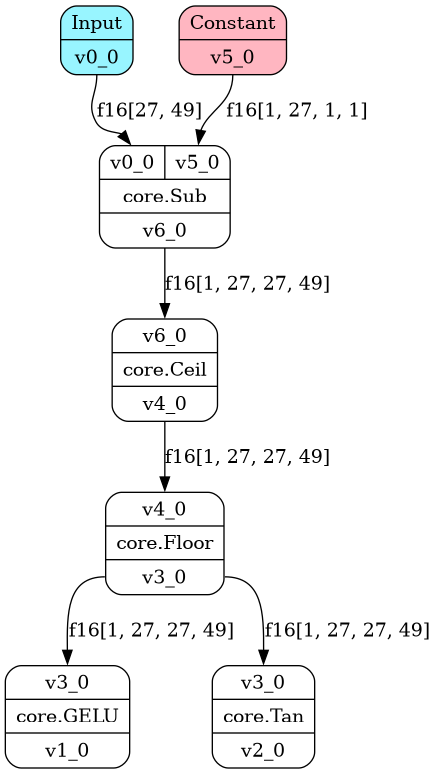 Input
v0_0
Constant
v5_0
f16[27, 49]
f16[1, 27, 1, 1]
v0_0
v5_0
core.Sub
v6_0
f16[1, 27, 27, 49]
v6_0
core.Ceil
v4_0
f16[1, 27, 27, 49]
v4_0
core.Floor
v3_0
f16[1, 27, 27, 49]
f16[1, 27, 27, 49]
v3_0
core.GELU
v1_0
v3_0
core.Tan
v2_0